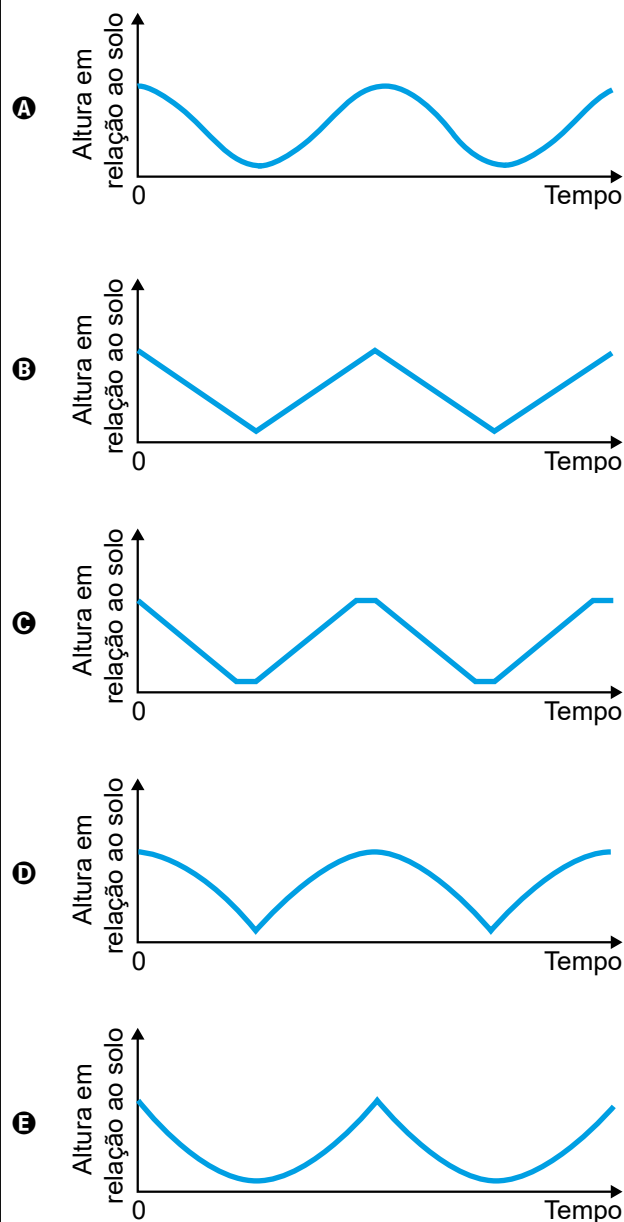 A
Altura em
relação ao solo
0
Tempo
B
Altura em
relação ao solo
0
Tempo
C
Altura em
relação ao solo
0
Tempo
D
Altura em
relação ao solo
0
Tempo
E
Altura em
relação ao solo
0
Tempo